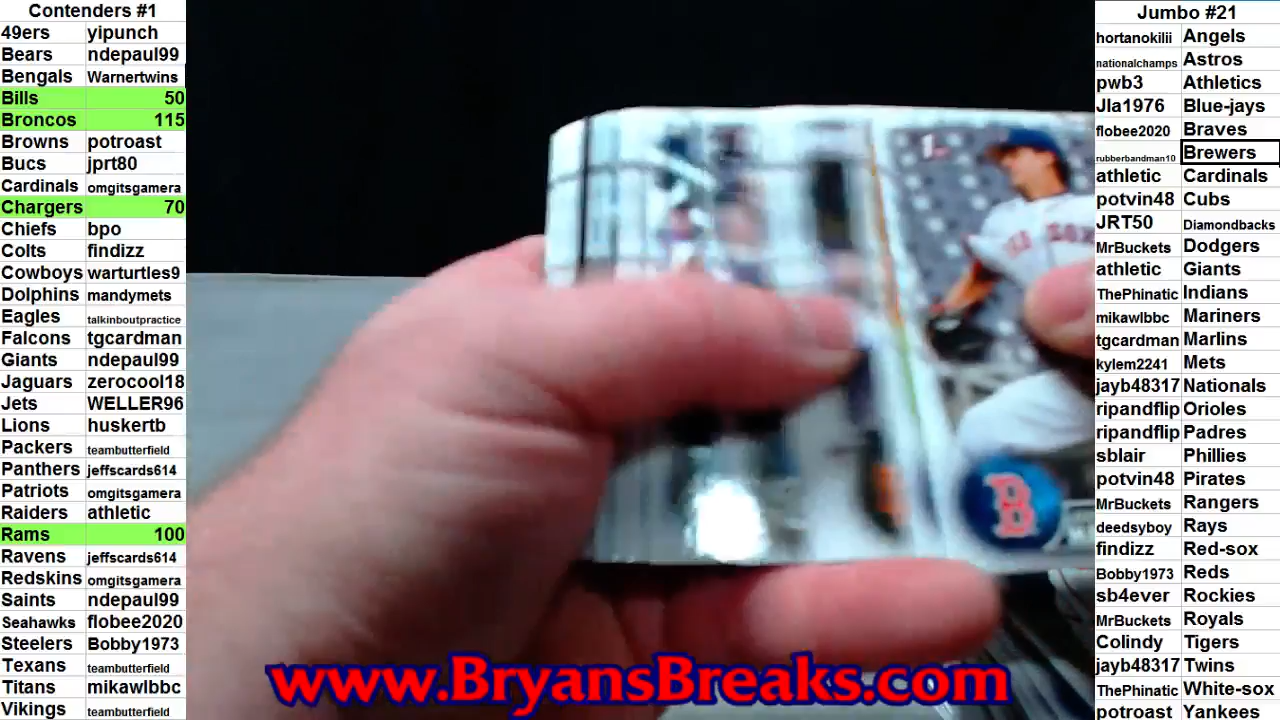 Contenders #1
49ers yipunch
Bears ndepaul99
Bengals Warnertwins
Bills 50
Broncos 115
Browns potroast
Bucs jprt80
Cardinals omgitsgamera
Chargers 70
Chiefs bpo
Colts findizz
Cowboys warturtles9
Dolphins mandymets
Eagles talkinboutpractice
Falcons tgcardman
Giants ndepaul99
Jaguars zerocool18
Jets WELLER96
Lions huskertb
Packers teambutterfield
Panthers jeffscards614
Patriots omgitsgamera
Raiders athletic
Rams 100
Ravens jeffscards614
Redskins omgitsgamera
Saints ndepaul99
Seahawks flobee2020
Steelers Bobby1973
Texans teambutterfield
Titans mikawlbbc
Vikings teambutterfield
RED SOX
B
www.BryansBreaks.com
Jumbo #21
hortanokilii Angels
nationalchamps Astros
pwb3 Athletics
Jla1976 Blue-jays
flobee2020 Braves
rubberbandman10 Brewers
athletic Cardinals
potvin48 Cubs
JRT50 Diamondbacks
MrBuckets Dodgers
athletic Giants
ThePhinatic Indians
mikawlbbc Mariners
tgcardman Marlins
kylem2241 Mets
jayb48317 Nationals
ripandflip Orioles
ripandflip Padres
sblair Phillies
potvin48 Pirates
MrBuckets Rangers
deedsyboy Rays
findizz Red-sox
Bobby1973 Reds
sb4ever Rockies
MrBuckets Royals
Colindy Tigers
jayb48317 Twins
ThePhinatic White-sox
potroast Yankees